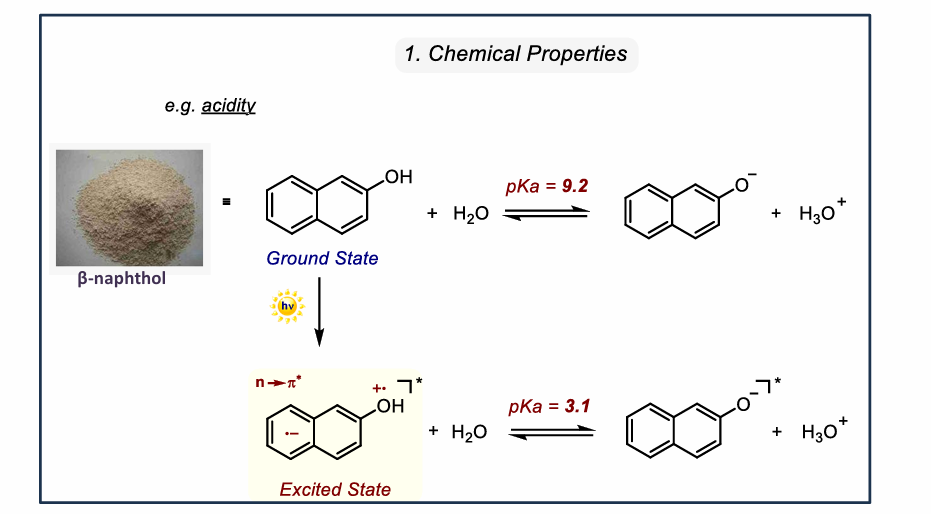 1. Chemical Properties
e.g. acidity
≡
OH
+ H₂O
pKa = 9.2
O⁻
+ H₃O⁺
β-naphthol
Ground State
hν
n→π*
+•
*
OH
•−
+ H₂O
pKa = 3.1
O⁻
*
+ H₃O⁺
Excited State